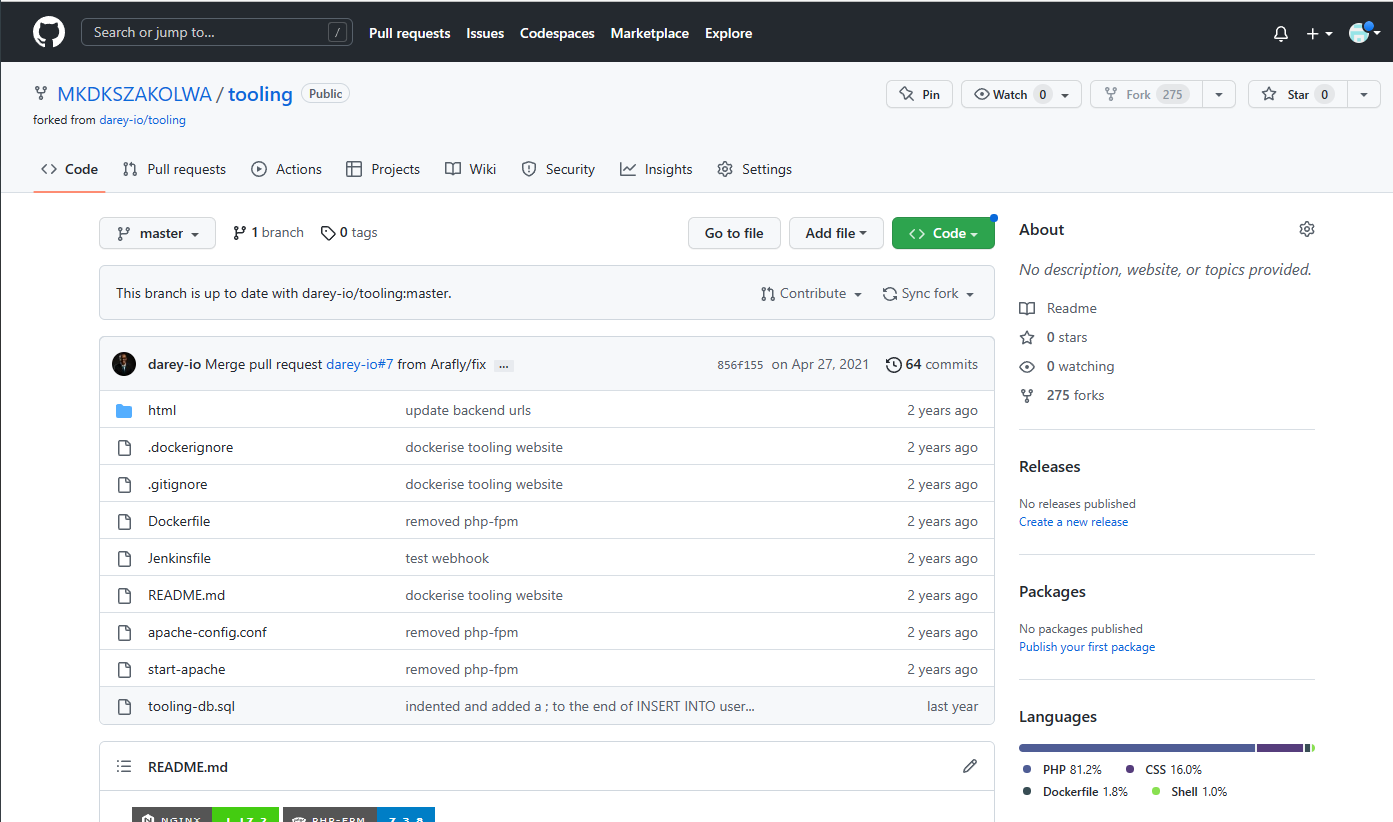 Search or jump to... / Pull requests Issues Codespaces Marketplace Explore
MKDKSZAKOLWA / tooling Public
Pin Watch 0 Fork 275 Star 0
forked from darey-io/tooling
Code Pull requests Actions Projects Wiki Security Insights Settings
master 1 branch 0 tags Go to file Add file Code
This branch is up to date with darey-io/tooling:master. Contribute Sync fork
darey-io Merge pull request darey-io#7 from Arafly/fix ... 856f155 on Apr 27, 2021 64 commits
html update backend urls 2 years ago
.dockerignore dockerise tooling website 2 years ago
.gitignore dockerise tooling website 2 years ago
Dockerfile removed php-fpm 2 years ago
Jenkinsfile test webhook 2 years ago
README.md dockerise tooling website 2 years ago
apache-config.conf removed php-fpm 2 years ago
start-apache removed php-fpm 2 years ago
tooling-db.sql indented and added a ; to the end of INSERT INTO user... last year
README.md
NGINX 1.17.2 PHP-FPM 7.3.8
About
No description, website, or topics provided.
Readme
0 stars
0 watching
275 forks
Releases
No releases published
Create a new release
Packages
No packages published
Publish your first package
Languages
PHP 81.2% CSS 16.0%
Dockerfile 1.8% Shell 1.0%